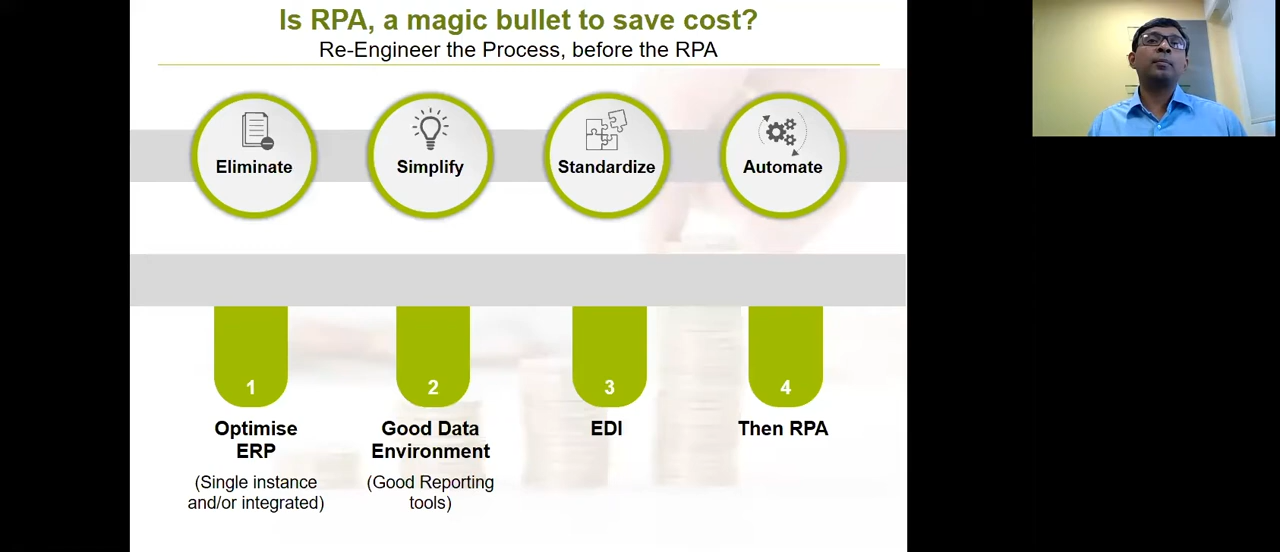 Is RPA, a magic bullet to save cost?
Re-Engineer the Process, before the RPA
Eliminate
Simplify
Standardize
Automate
1
2
3
4
Optimise
ERP
(Single instance
and/or integrated)
Good Data
Environment
(Good Reporting
tools)
EDI
Then RPA